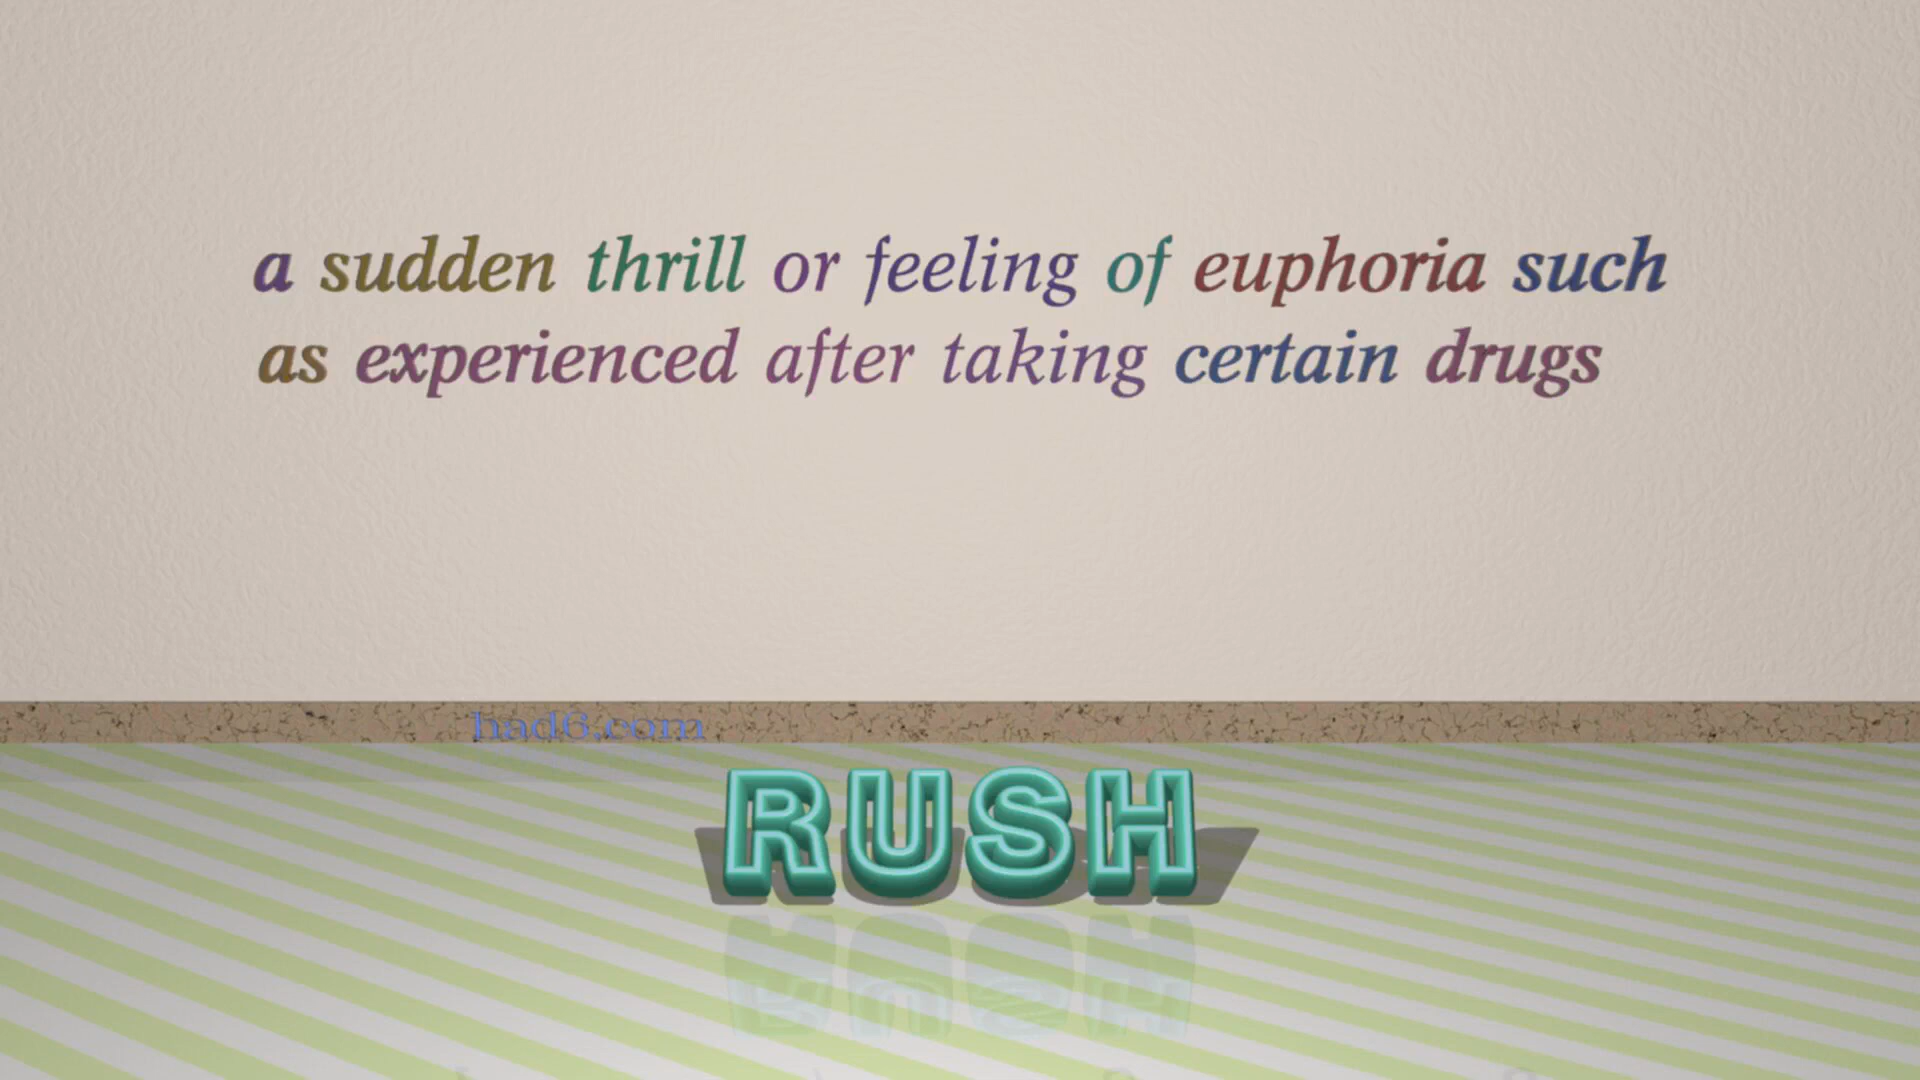 a sudden thrill or feeling of euphoria such
as experienced after taking certain drugs
had6.com
RUSH